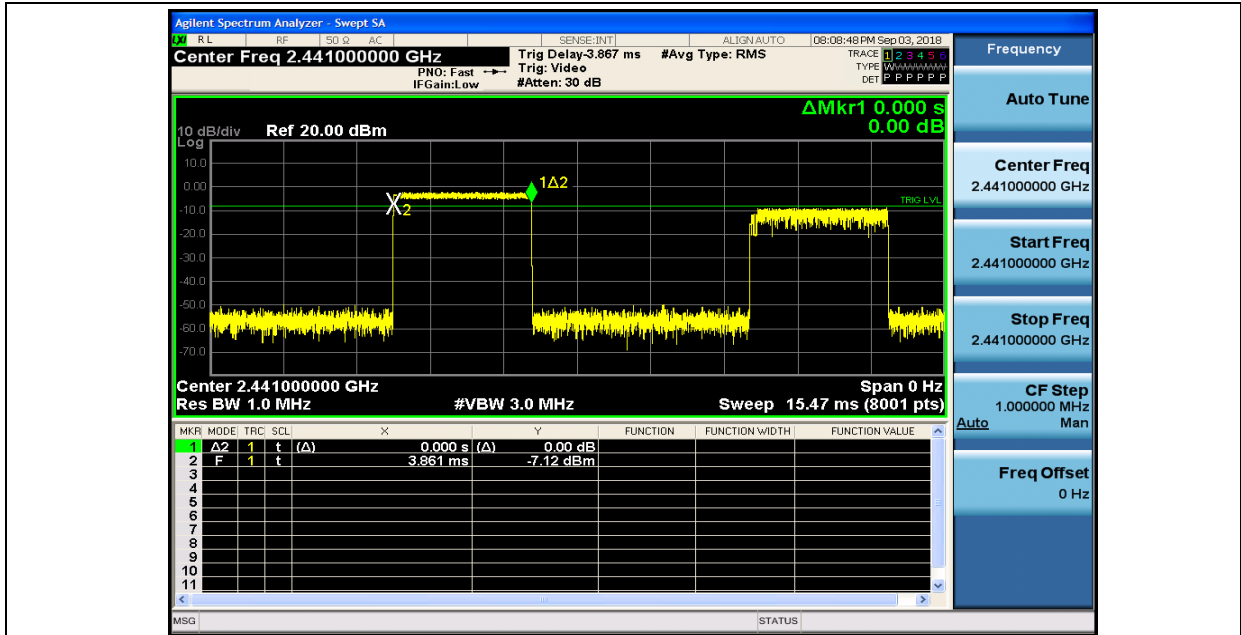 Agilent Spectrum Analyzer - Swept SA
LXI RL RF 50 Ω AC SENSE:INT ALIGN AUTO 08:08:48 PM Sep 03, 2018
Center Freq 2.441000000 GHz
PNO: Fast
IFGain:Low
Trig Delay-3.867 ms
Trig: Video
#Atten: 30 dB
#Avg Type: RMS
TRACE 1 2 3 4 5 6
TYPE WWWWWW
DET P P P P P P
ΔMkr1 0.000 s
0.00 dB
10 dB/div Ref 20.00 dBm
Log
10.0
0.00
-10.0
-20.0
-30.0
-40.0
-50.0
-60.0
-70.0
1Δ2
X2
TRIG LVL
Center 2.441000000 GHz Span 0 Hz
Res BW 1.0 MHz #VBW 3.0 MHz Sweep 15.47 ms (8001 pts)
MKR MODE TRC SCL X Y FUNCTION FUNCTION WIDTH FUNCTION VALUE
1 Δ2 1 t (Δ) 0.000 s (Δ) 0.00 dB
2 F 1 t 3.861 ms -7.12 dBm
3
4
5
6
7
8
9
10
11
MSG STATUS
Frequency
Auto Tune
Center Freq
2.441000000 GHz
Start Freq
2.441000000 GHz
Stop Freq
2.441000000 GHz
CF Step
1.000000 MHz
Auto Man
Freq Offset
0 Hz